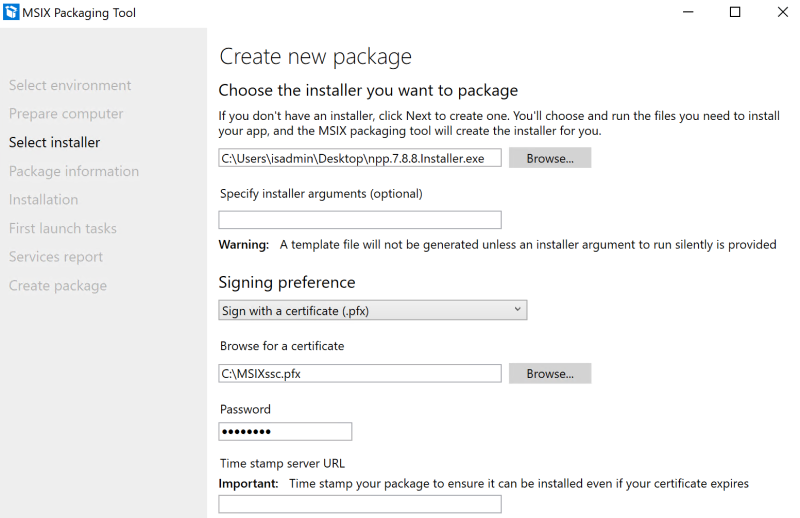 MSIX Packaging Tool
Select environment
Prepare computer
Select installer
Package information
Installation
First launch tasks
Services report
Create package
Create new package
Choose the installer you want to package
If you don't have an installer, click Next to create one. You'll choose and run the files you need to install
your app, and the MSIX packaging tool will create the installer for you.
C:\Users\isadmin\Desktop\npp.7.8.8.Installer.exe
Browse...
Specify installer arguments (optional)
Warning: A template file will not be generated unless an installer argument to run silently is provided
Signing preference
Sign with a certificate (.pfx)
Browse for a certificate
C:\MSIXssc.pfx
Browse...
Password
●●●●●●●●
Time stamp server URL
Important: Time stamp your package to ensure it can be installed even if your certificate expires